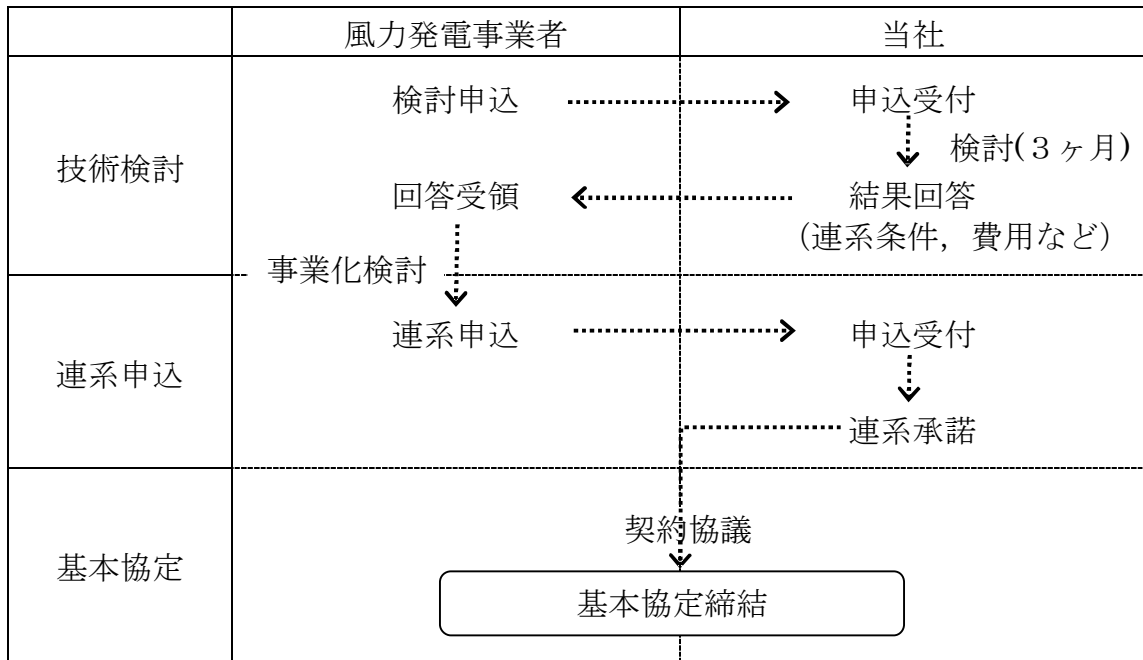 風力発電事業者
当社
技術検討
検討申込
申込受付
検討(3ヶ月)
回答受領
結果回答
(連系条件，費用など)
事業化検討
連系申込
連系申込
申込受付
連系承諾
基本協定
契約協議
基本協定締結